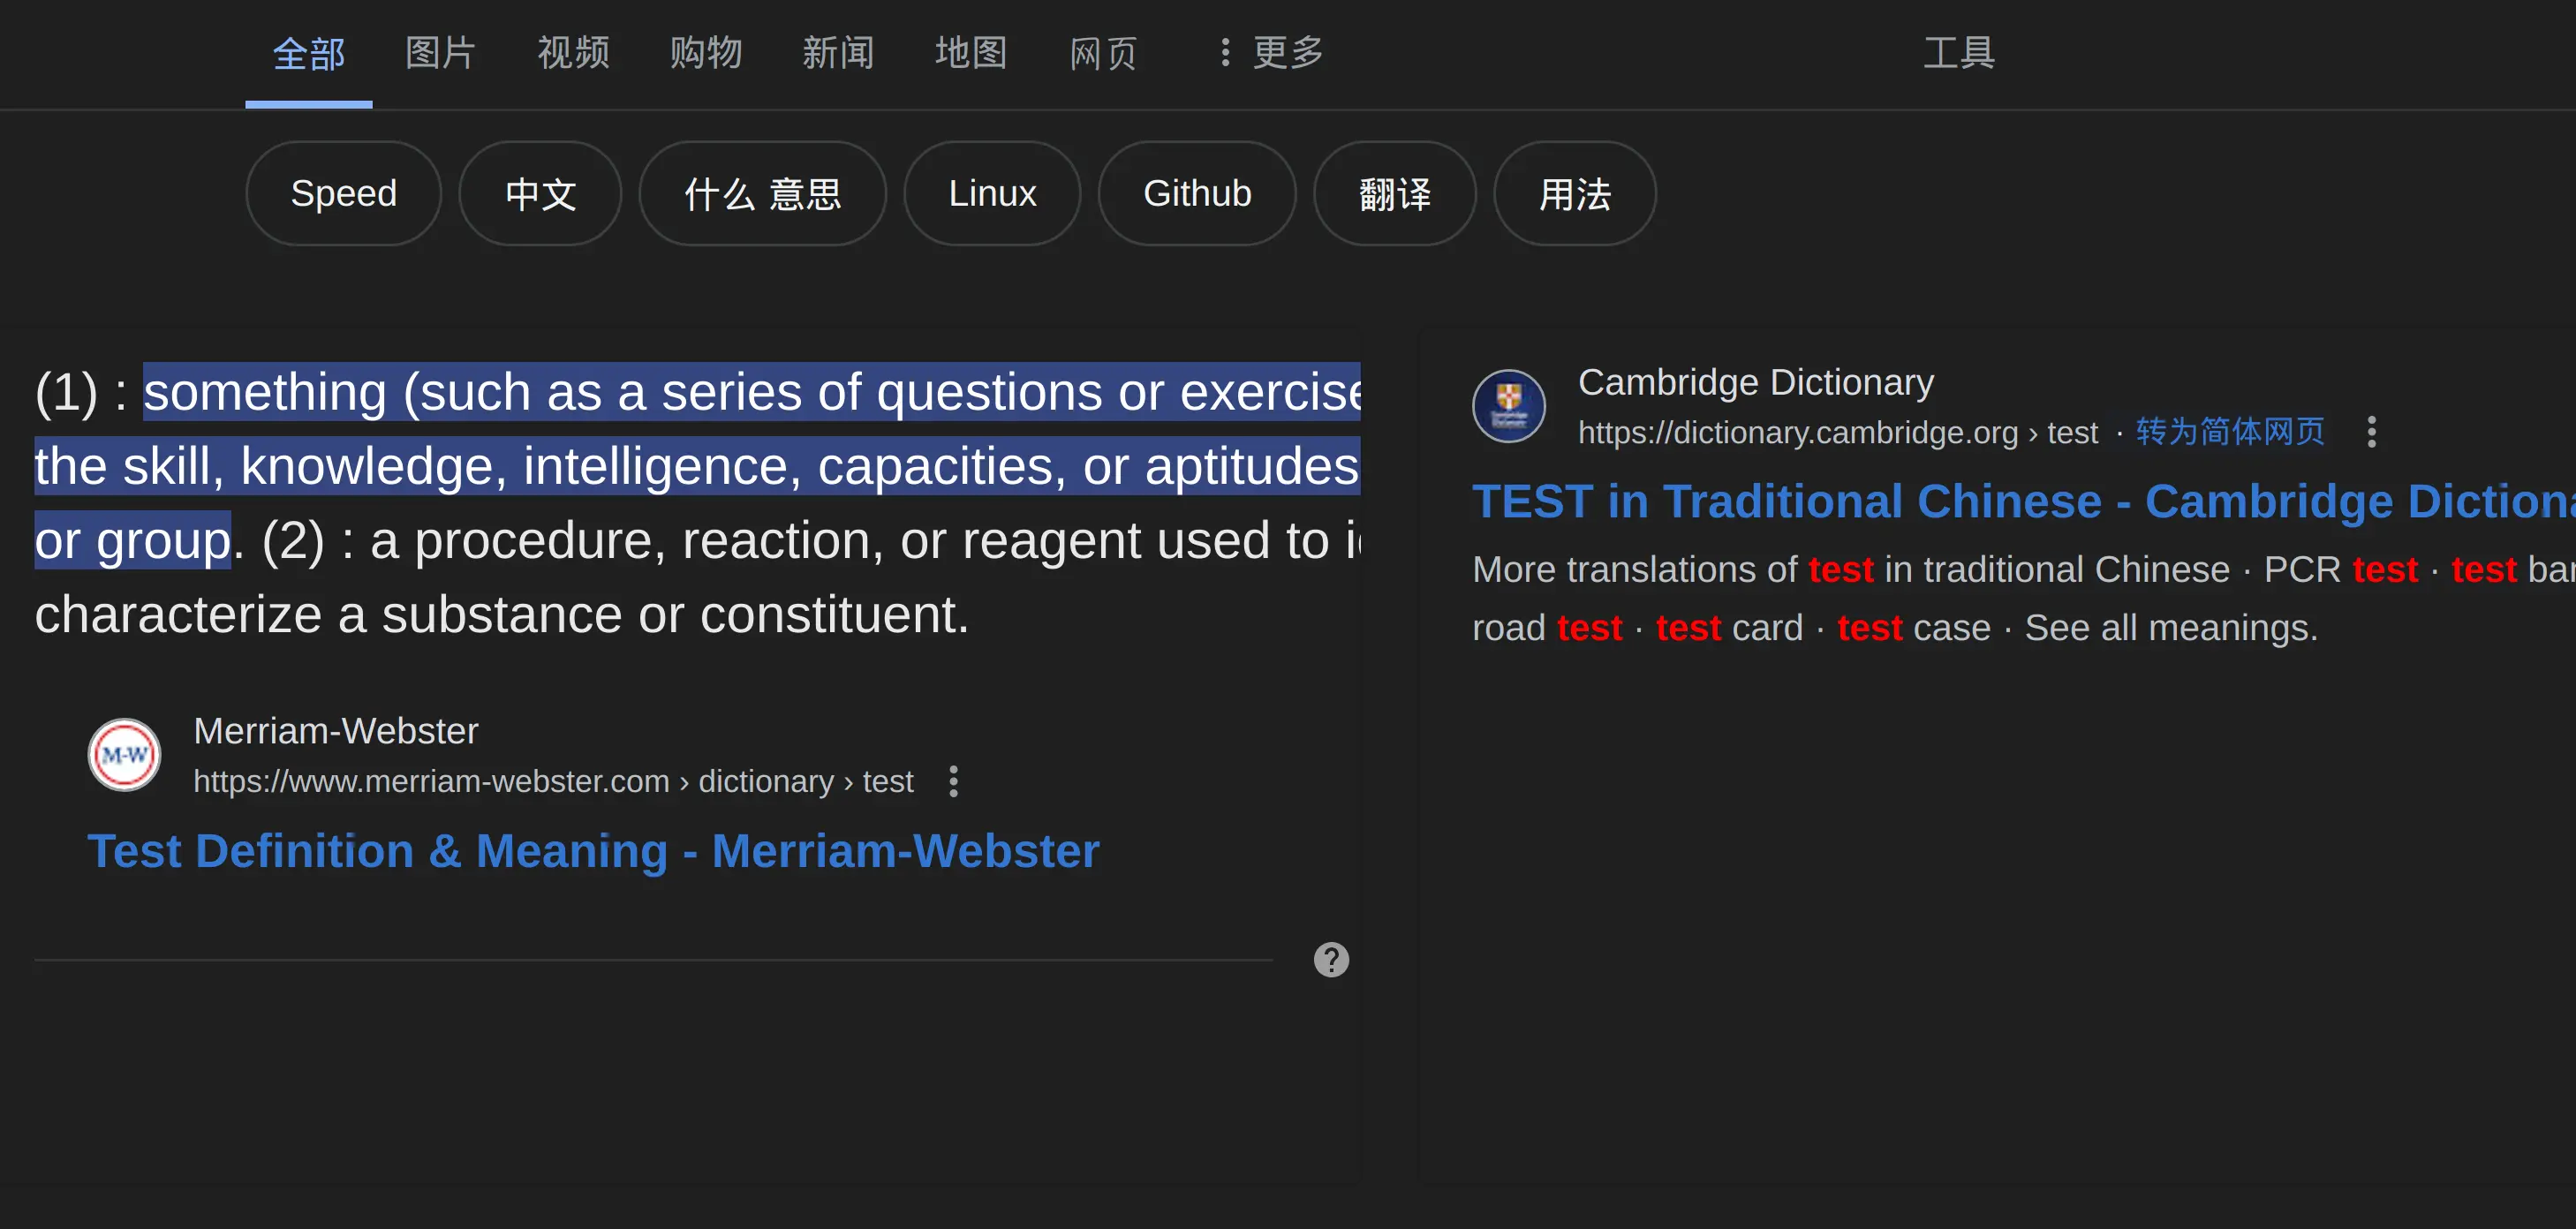 全部 图片 视频 购物 新闻 地图 网页 更多 工具
Speed 中文 什么 意思 Linux Github 翻译 用法
(1) : something (such as a series of questions or exercise
the skill, knowledge, intelligence, capacities, or aptitudes
or group. (2) : a procedure, reaction, or reagent used to
characterize a substance or constituent.
Merriam-Webster
M-W
https://www.merriam-webster.com › dictionary › test
Test Definition & Meaning - Merriam-Webster
?
Cambridge Dictionary
https://dictionary.cambridge.org › test · 转为简体网页
TEST in Traditional Chinese - Cambridge Dictiona
More translations of test in traditional Chinese · PCR test · test
road test · test card · test case · See all meanings.